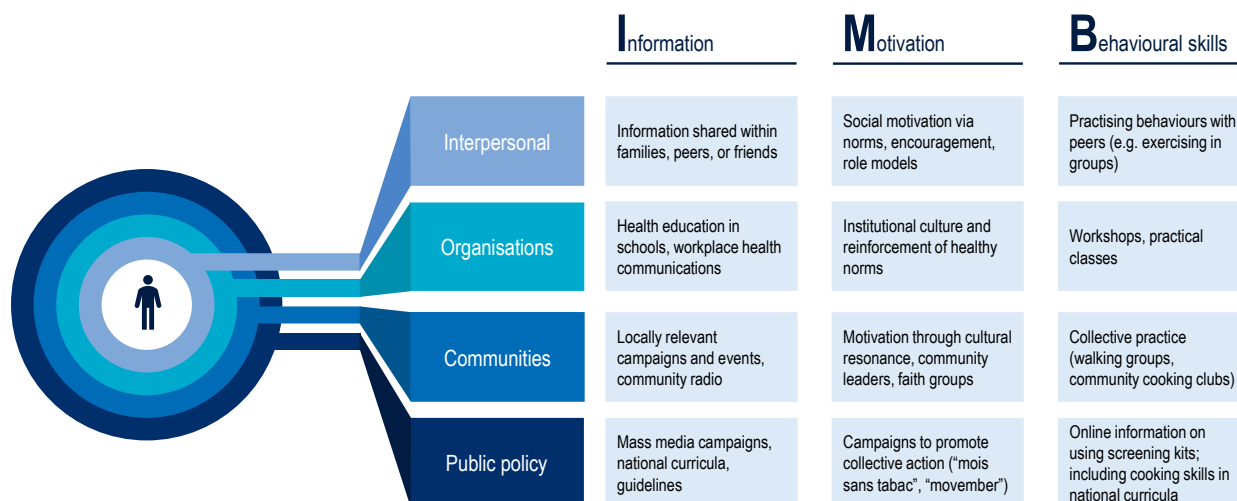 Information
Motivation
Behavioural skills
Interpersonal
Information shared within
families, peers, or friends
Social motivation via
norms, encouragement,
role models
Practising behaviours with
peers (e.g. exercising in
groups)
Organisations
Health education in
schools, workplace health
communications
Institutional culture and
reinforcement of healthy
norms
Workshops, practical
classes
Communities
Locally relevant
campaigns and events,
community radio
Motivation through cultural
resonance, community
leaders, faith groups
Collective practice
(walking groups,
community cooking clubs)
Public policy
Mass media campaigns,
national curricula,
guidelines
Campaigns to promote
collective action (“mois
sans tabac”, “movember”)
Online information on
using screening kits;
including cooking skills in
national curricula